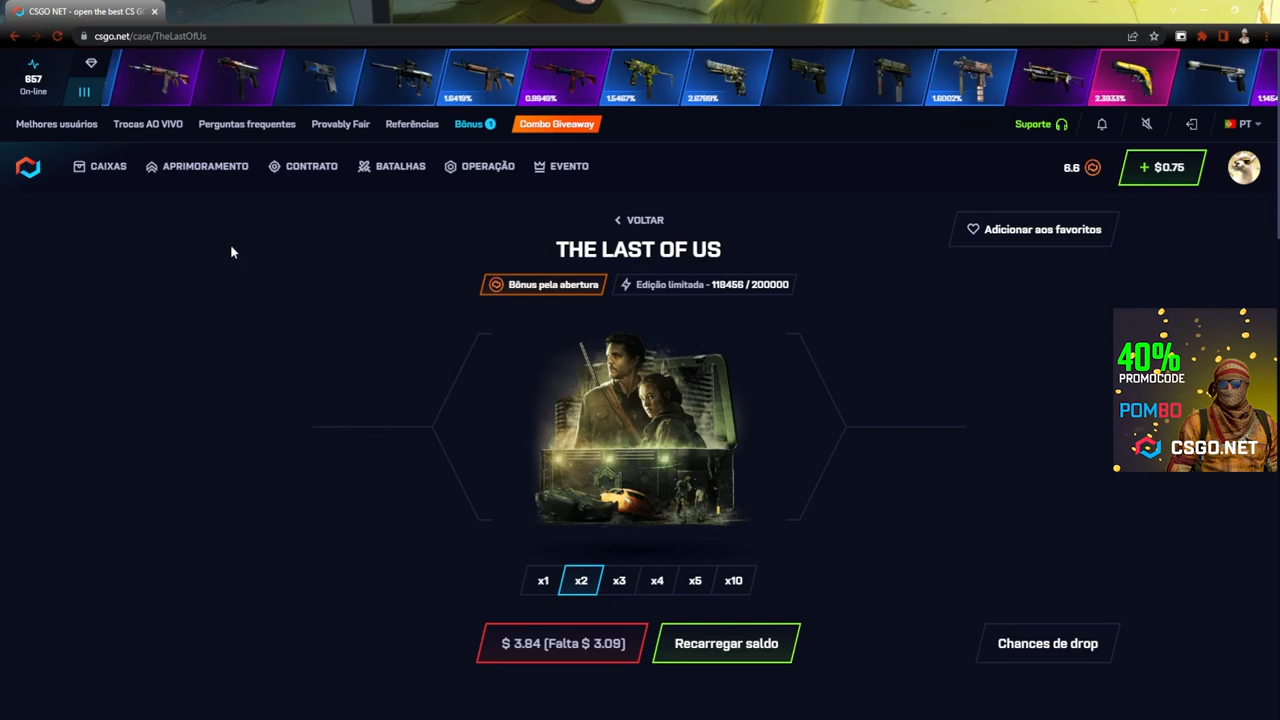 CSGO NET - open the best CS G
csgo.net/case/TheLastOfUs
657
On-line
1.6419%
0.9949%
1.5467%
2.6789%
1.6002%
2.3933%
1.145
Melhores usuários
Trocas AO VIVO
Perguntas frequentes
Provably Fair
Referências
Bônus 1
Combo Giveaway
Suporte
PT
CAIXAS
APRIMORAMENTO
CONTRATO
BATALHAS
OPERAÇÃO
EVENTO
6.6
+ $0.75
VOLTAR
THE LAST OF US
Adicionar aos favoritos
Bônus pela abertura
Edição limitada - 118456 / 200000
40%
PROMOCODE
POMBO
CSGO.NET
x1
x2
x3
x4
x5
x10
$ 3.84 (Falta $ 3.09)
Recarregar saldo
Chances de drop